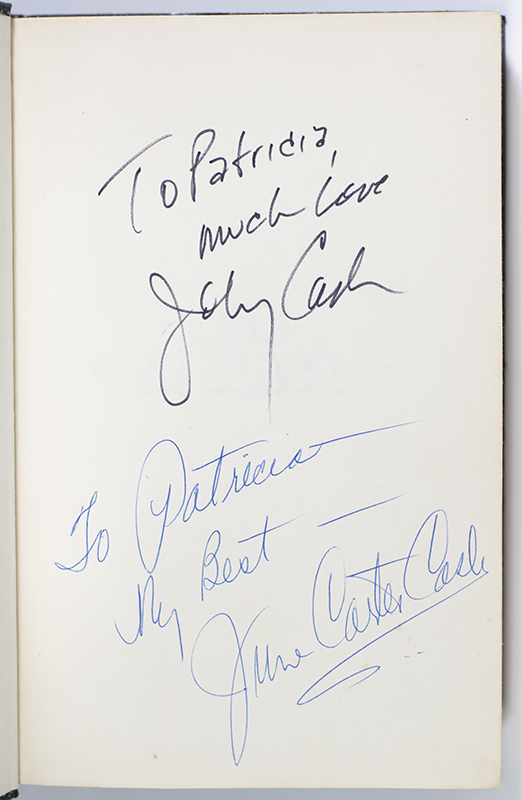 To Patricia,
much Love
Johnny Cash
To Patricia —
My Best —
June Carter Cash